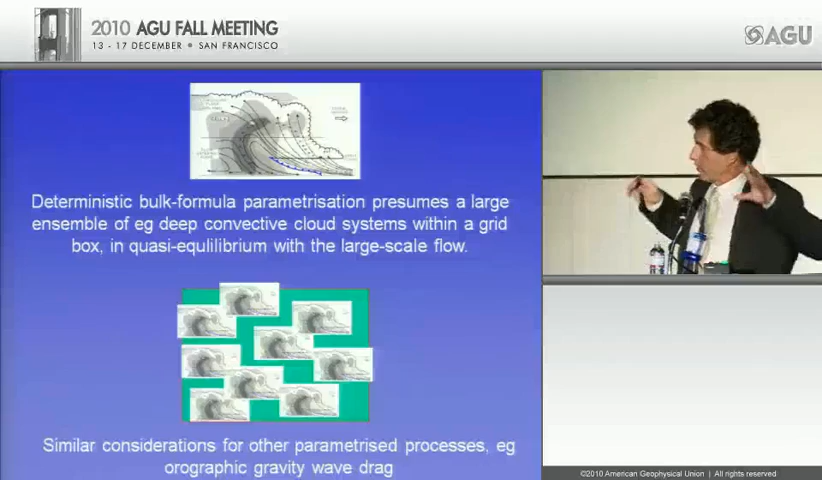 2010 AGU FALL MEETING
13 - 17 DECEMBER • SAN FRANCISCO
AGU
Deterministic bulk-formula parametrisation presumes a large
ensemble of eg deep convective cloud systems within a grid
box, in quasi-equlilibrium with the large-scale flow.
Similar considerations for other parametrised processes, eg
orographic gravity wave drag
©2010 American Geophysical Union | All rights reserved